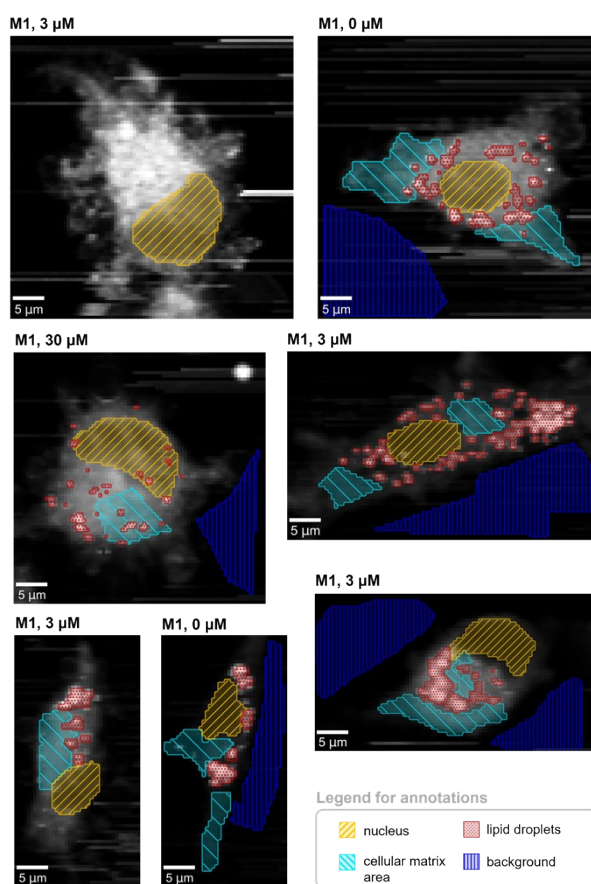 M1, 3 µM
M1, 0 µM
5 µm
5 µm
M1, 30 µM
M1, 3 µM
5 µm
5 µm
M1, 3 µM
M1, 3 µM
M1, 0 µM
5 µm
5 µm
5 µm
Legend for annotations
nucleus
lipid droplets
cellular matrix
area
background